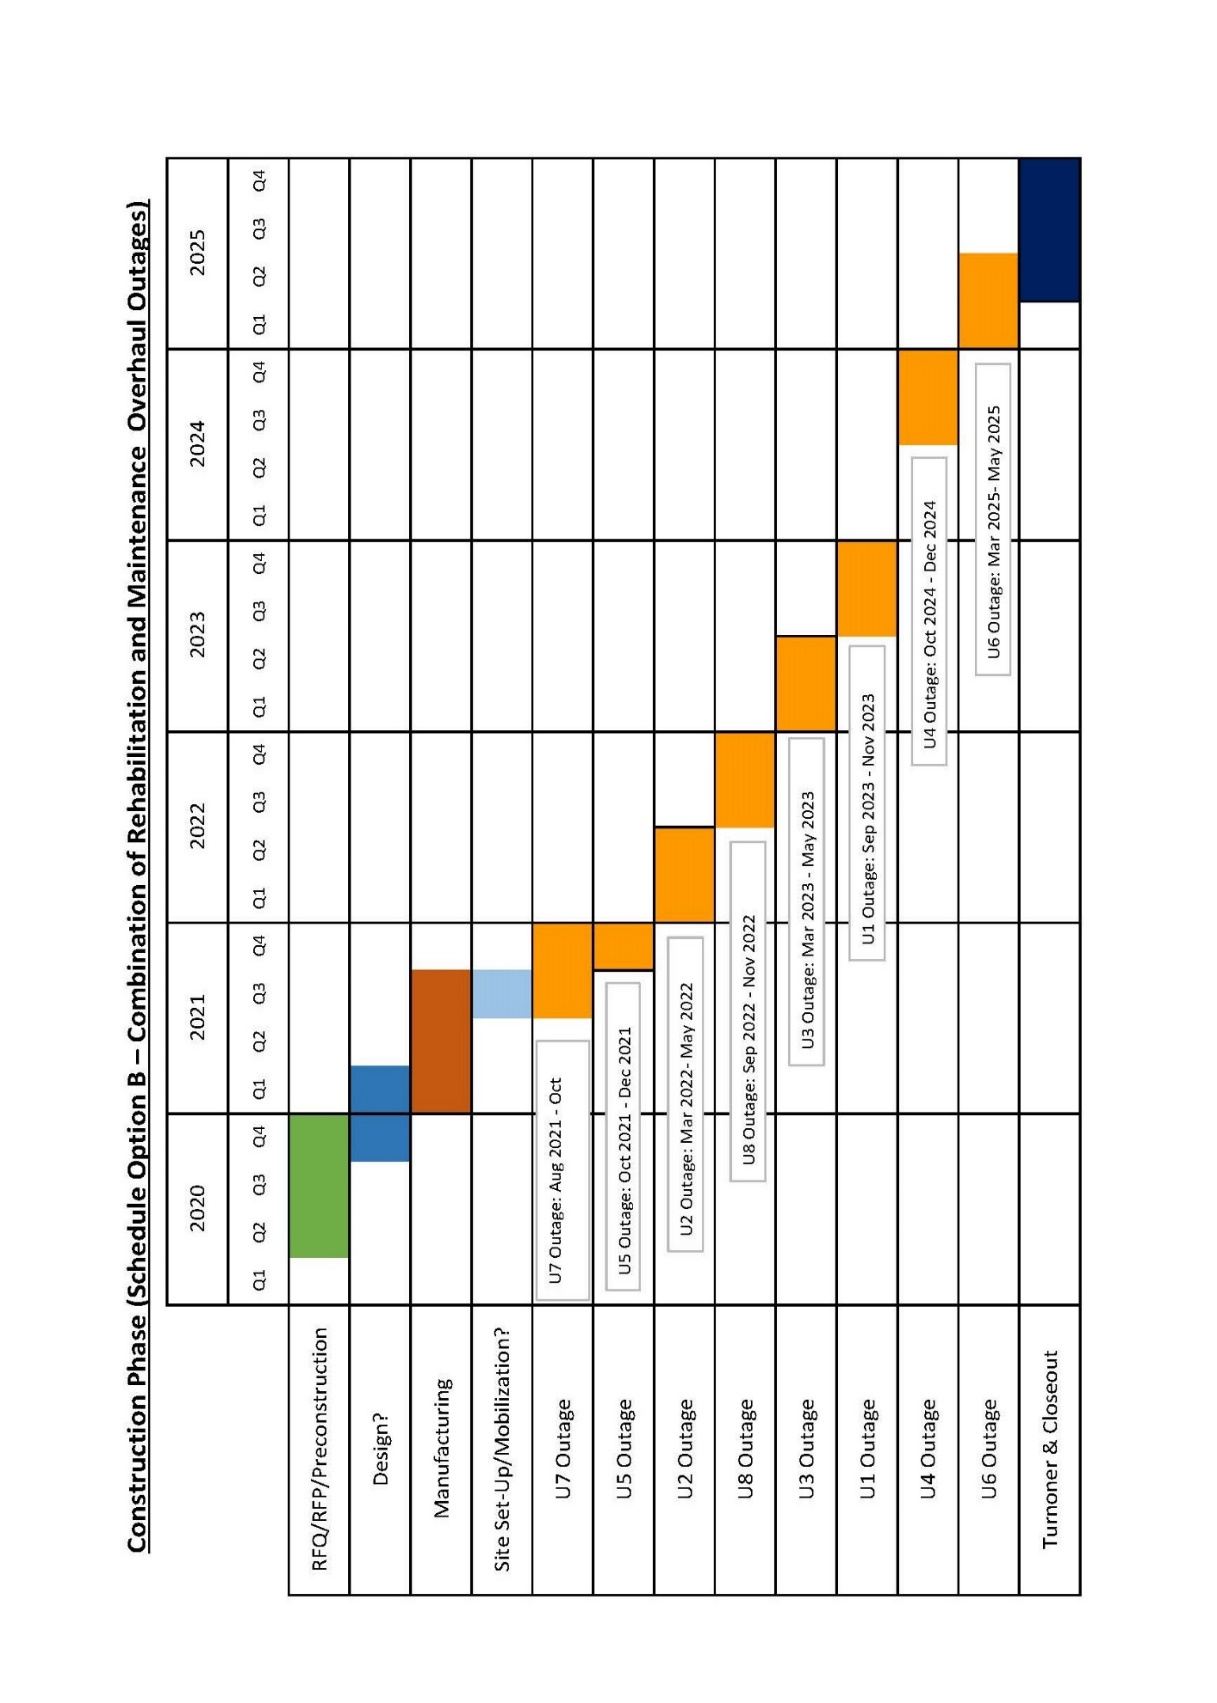 Construction Phase (Schedule Option B – Combination of Rehabilitation and Maintenance Overhaul Outages)
2020 2021 2022 2023 2024 2025
Q1 Q2 Q3 Q4 Q1 Q2 Q3 Q4 Q1 Q2 Q3 Q4 Q1 Q2 Q3 Q4 Q1 Q2 Q3 Q4 Q1 Q2 Q3 Q4
RFQ/RFP/Preconstruction
Design?
Manufacturing
Site Set-Up/Mobilization?
U7 Outage U7 Outage: Aug 2021 - Oct
U5 Outage U5 Outage: Oct 2021 - Dec 2021
U2 Outage U2 Outage: Mar 2022- May 2022
U8 Outage U8 Outage: Sep 2022 - Nov 2022
U3 Outage U3 Outage: Mar 2023 - May 2023
U1 Outage U1 Outage: Sep 2023 - Nov 2023
U4 Outage U4 Outage: Oct 2024 - Dec 2024
U6 Outage U6 Outage: Mar 2025- May 2025
Turnoner & Closeout